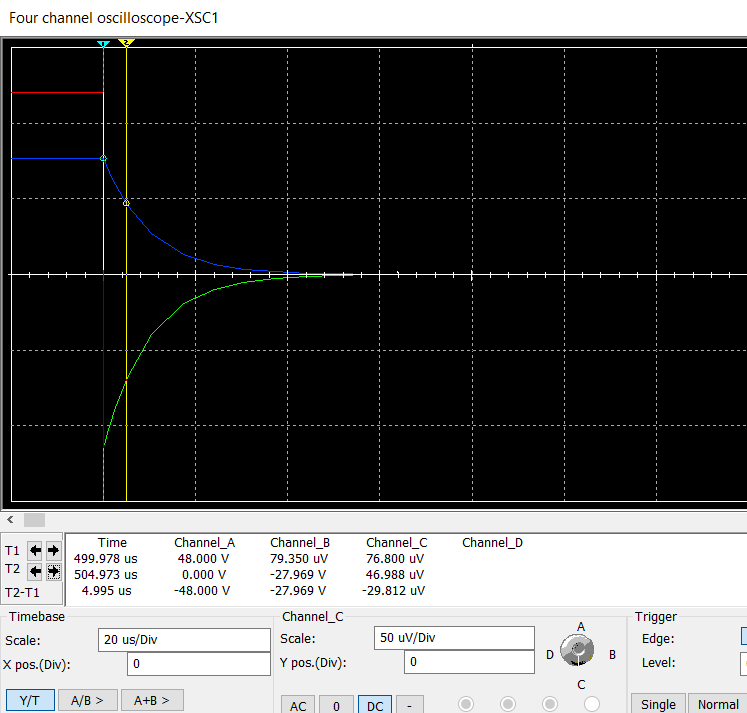 Four channel oscilloscope-XSC1
1 2
Time Channel_A Channel_B Channel_C Channel_D
T1 499.978 us 48.000 V 79.350 uV 76.800 uV
T2 504.973 us 0.000 V -27.969 V 46.988 uV
T2-T1 4.995 us -48.000 V -27.969 V -29.812 uV
Timebase Channel_C Trigger
Scale: 20 us/Div Scale: 50 uV/Div Edge:
X pos.(Div): 0 Y pos.(Div): 0 Level:
A
D B
C
Y/T A/B > A+B > AC 0 DC - Single Normal